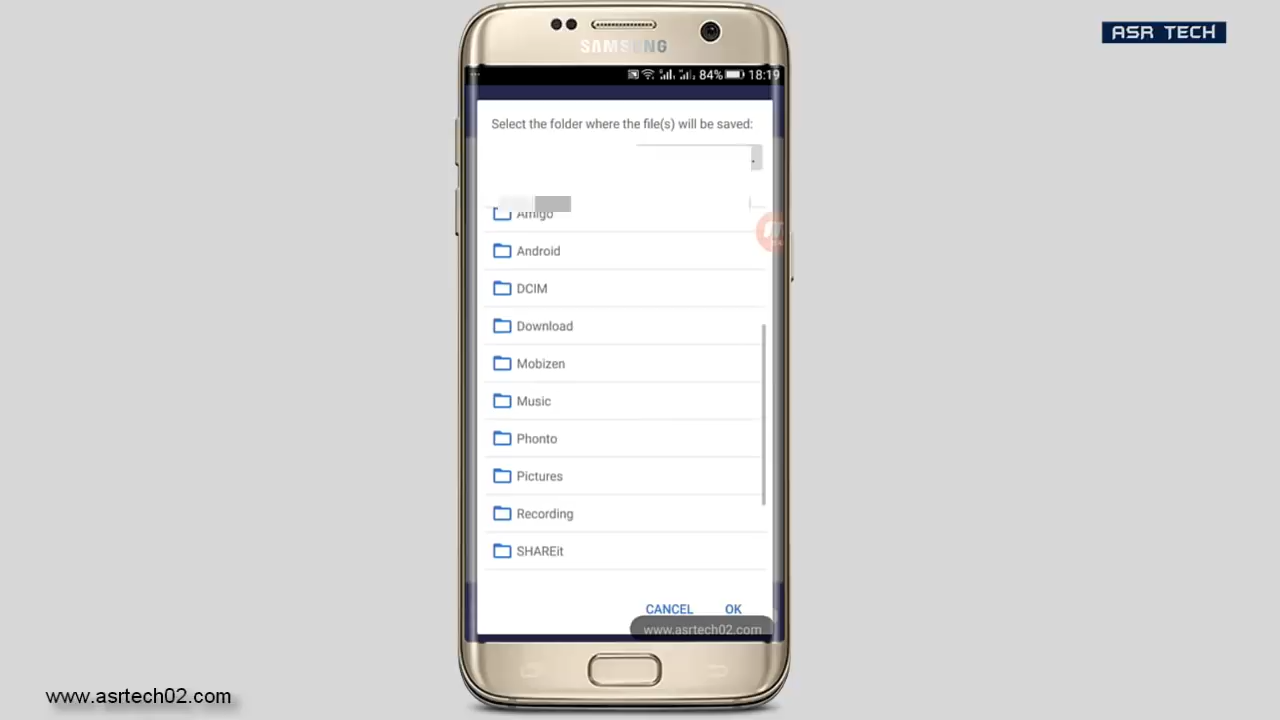 ASR TECH
SAMSUNG
84% 18:19
Select the folder where the file(s) will be saved:
Amigo
Android
DCIM
Download
Mobizen
Music
Phonto
Pictures
Recording
SHAREit
CANCEL OK
www.asrtech02.com
www.asrtech02.com